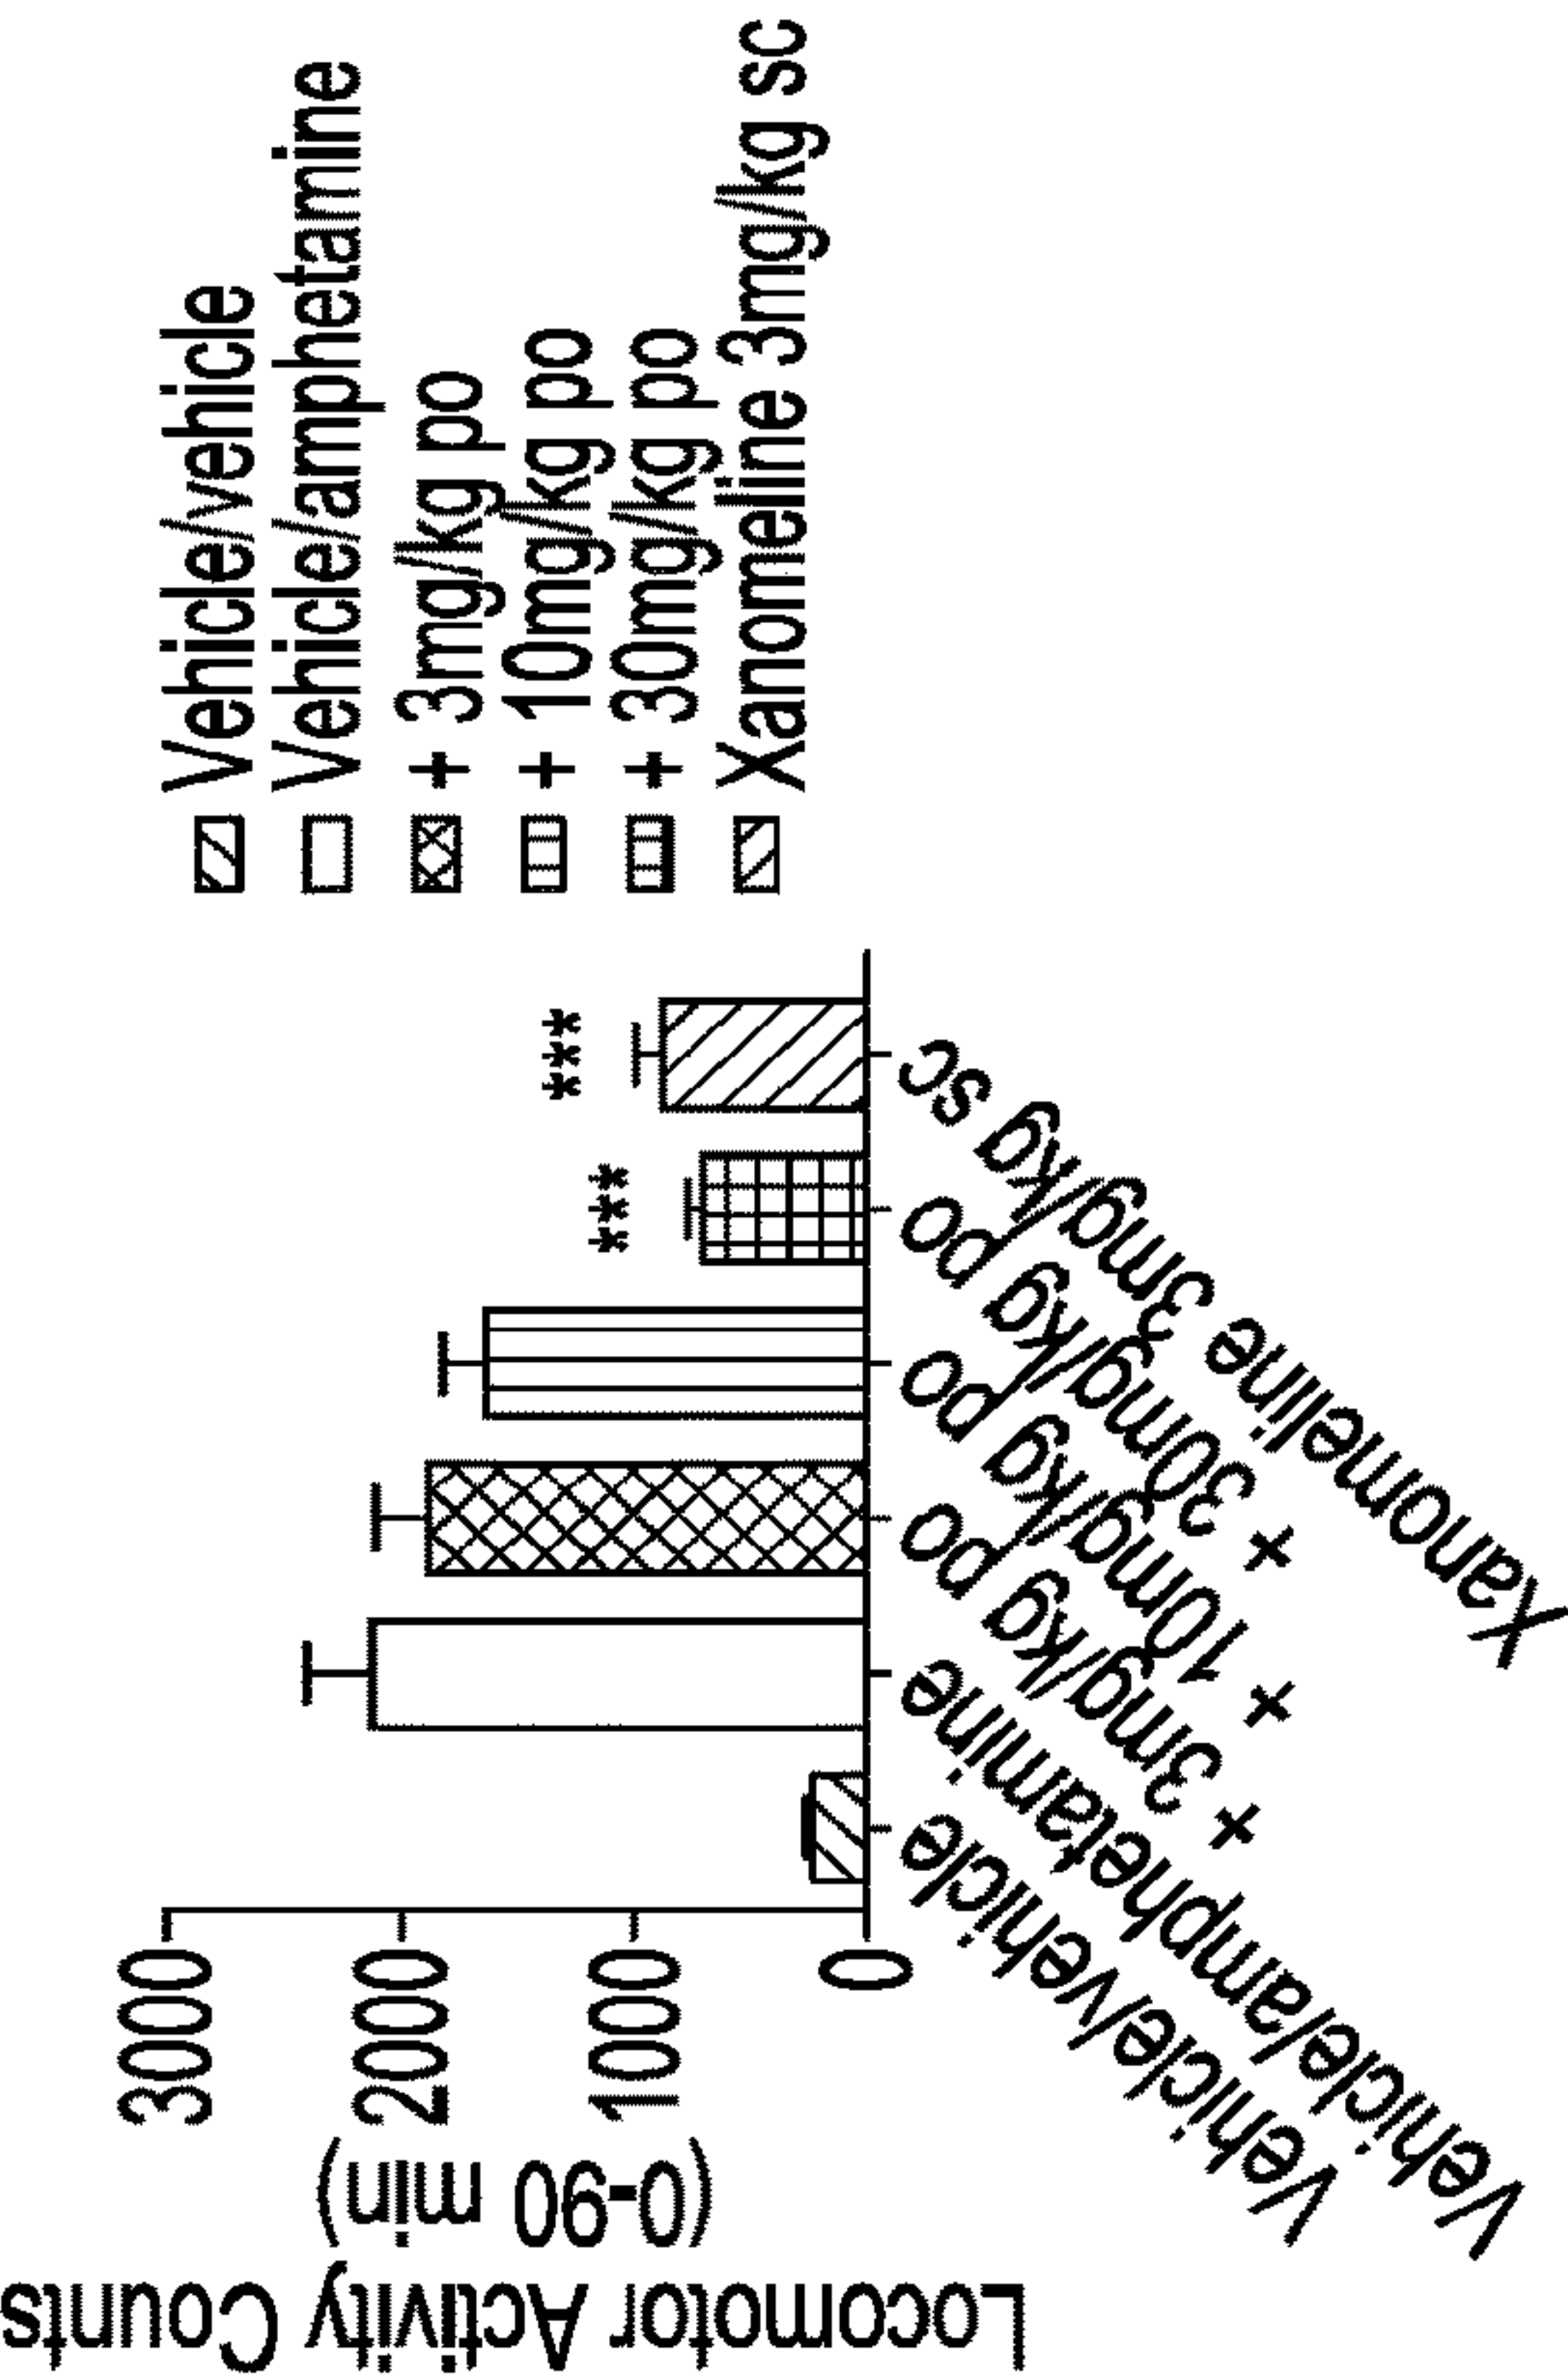 Locomotor Activity Counts
(0-90 min)
3000
2000
1000
0
***
***
Vehicle/vehicle
Vehicle/amphetamine
+ 3mg/kg po
+ 10mg/kg po
+ 30mg/kg po
Xanomeline 3mg/kg sc
Vehicle/vehicle
Vehicle/amphetamine
+ 3mg/kg po
+ 10mg/kg po
+ 30mg/kg po
Xanomeline 3mg/kg sc